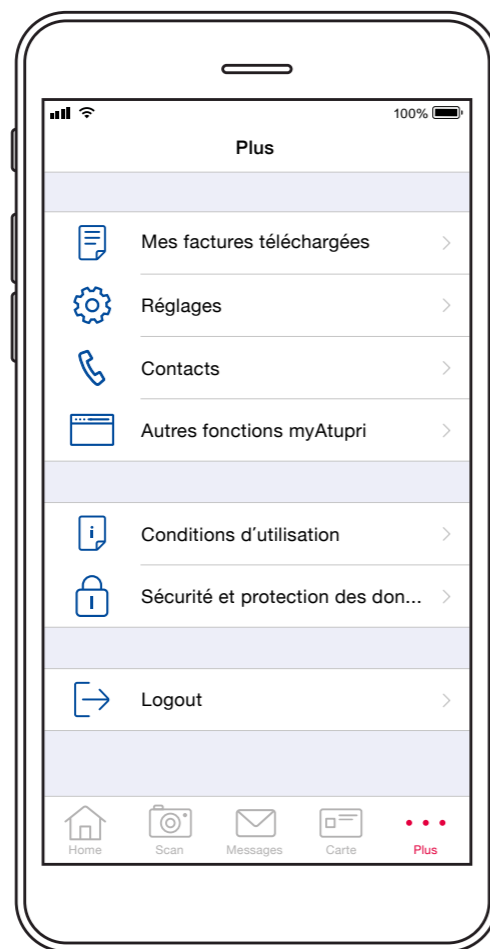 100%
Plus
Mes factures téléchargées
Réglages
Contacts
Autres fonctions myAtupri
Conditions d´utilisation
Sécurité et protection des don...
Logout
Home Scan Messages Carte Plus